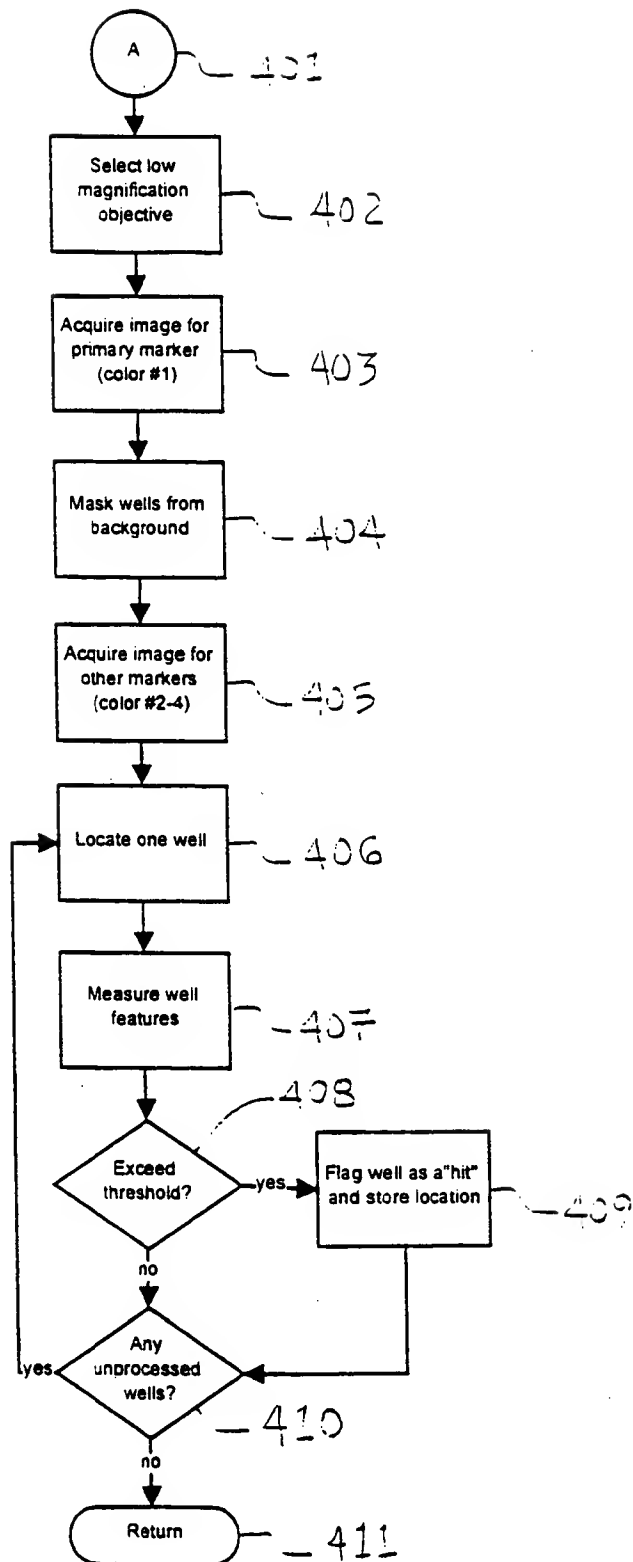 A
401
Select low
magnification
objective
402
Acquire image for
primary marker
(color #1)
403
Mask wells from
background
404
Acquire image for
other markers
(color #2-4)
405
Locate one well
406
Measure well
features
407
408
Exceed
threshold?
yes
Flag well as a"hit"
and store location
409
no
Any
unprocessed
wells?
yes
410
no
Return
411